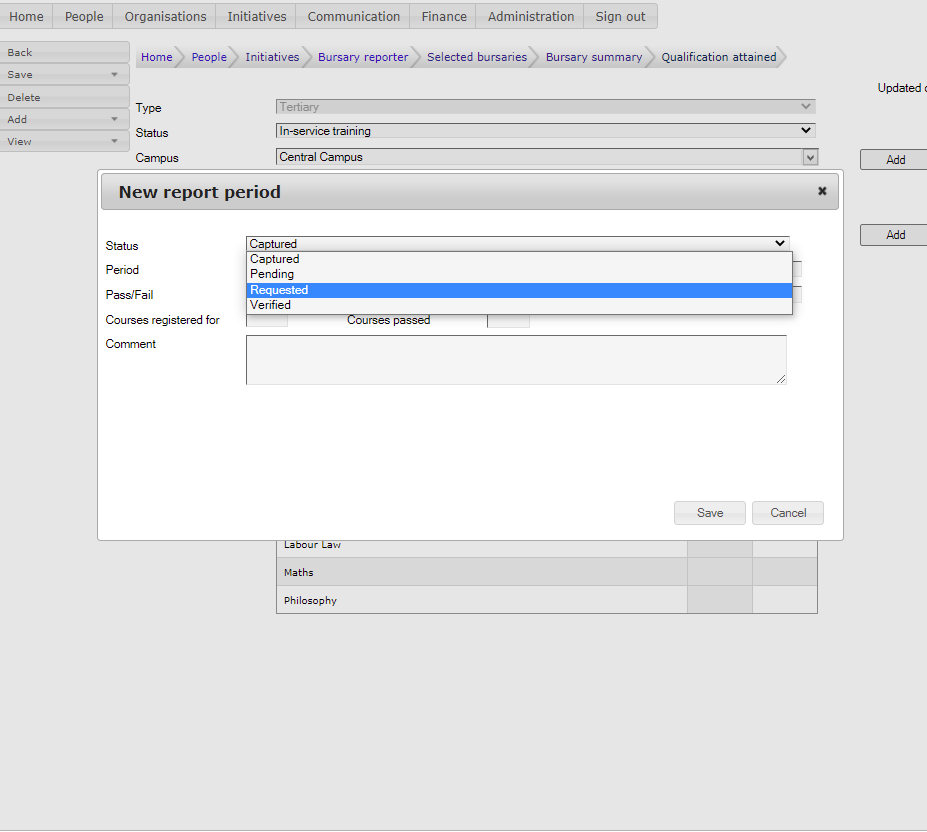 Home People Organisations Initiatives Communication Finance Administration Sign out
Back
Save
Delete
Add
View
Home People Initiatives Bursary reporter Selected bursaries Bursary summary Qualification attained
Updated
Type Tertiary
Status In-service training
Campus Central Campus
Add
Add
New report period
Status Captured
Captured
Pending
Requested
Verified
Period
Pass/Fail
Courses registered for Courses passed
Comment
Save Cancel
Labour Law
Maths
Philosophy